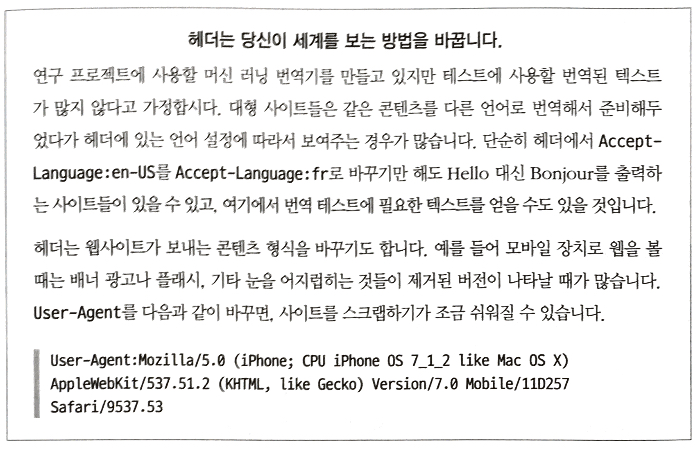 헤더는 당신이 세계를 보는 방법을 바꿉니다.
연구 프로젝트에 사용할 머신 러닝 번역기를 만들고 있지만 테스트에 사용할 번역된 텍스트
가 많지 않다고 가정합시다. 대형 사이트들은 같은 콘텐츠를 다른 언어로 번역해서 준비해두
었다가 헤더에 있는 언어 설정에 따라서 보여주는 경우가 많습니다. 단순히 헤더에서 Accept-
Language:en-US를 Accept-Language:fr로 바꾸기만 해도 Hello 대신 Bonjour를 출력하
는 사이트들이 있을 수 있고, 여기에서 번역 테스트에 필요한 텍스트를 얻을 수도 있을 것입니다.
헤더는 웹사이트가 보내는 콘텐츠 형식을 바꾸기도 합니다. 예를 들어 모바일 장치로 웹을 볼
때는 배너 광고나 플래시, 기타 눈을 어지럽히는 것들이 제거된 버전이 나타날 때가 많습니다.
User-Agent를 다음과 같이 바꾸면, 사이트를 스크랩하기가 조금 쉬워질 수 있습니다.
User-Agent:Mozilla/5.0 (iPhone; CPU iPhone OS 7_1_2 like Mac OS X)
AppleWebKit/537.51.2 (KHTML, like Gecko) Version/7.0 Mobile/11D257
Safari/9537.53